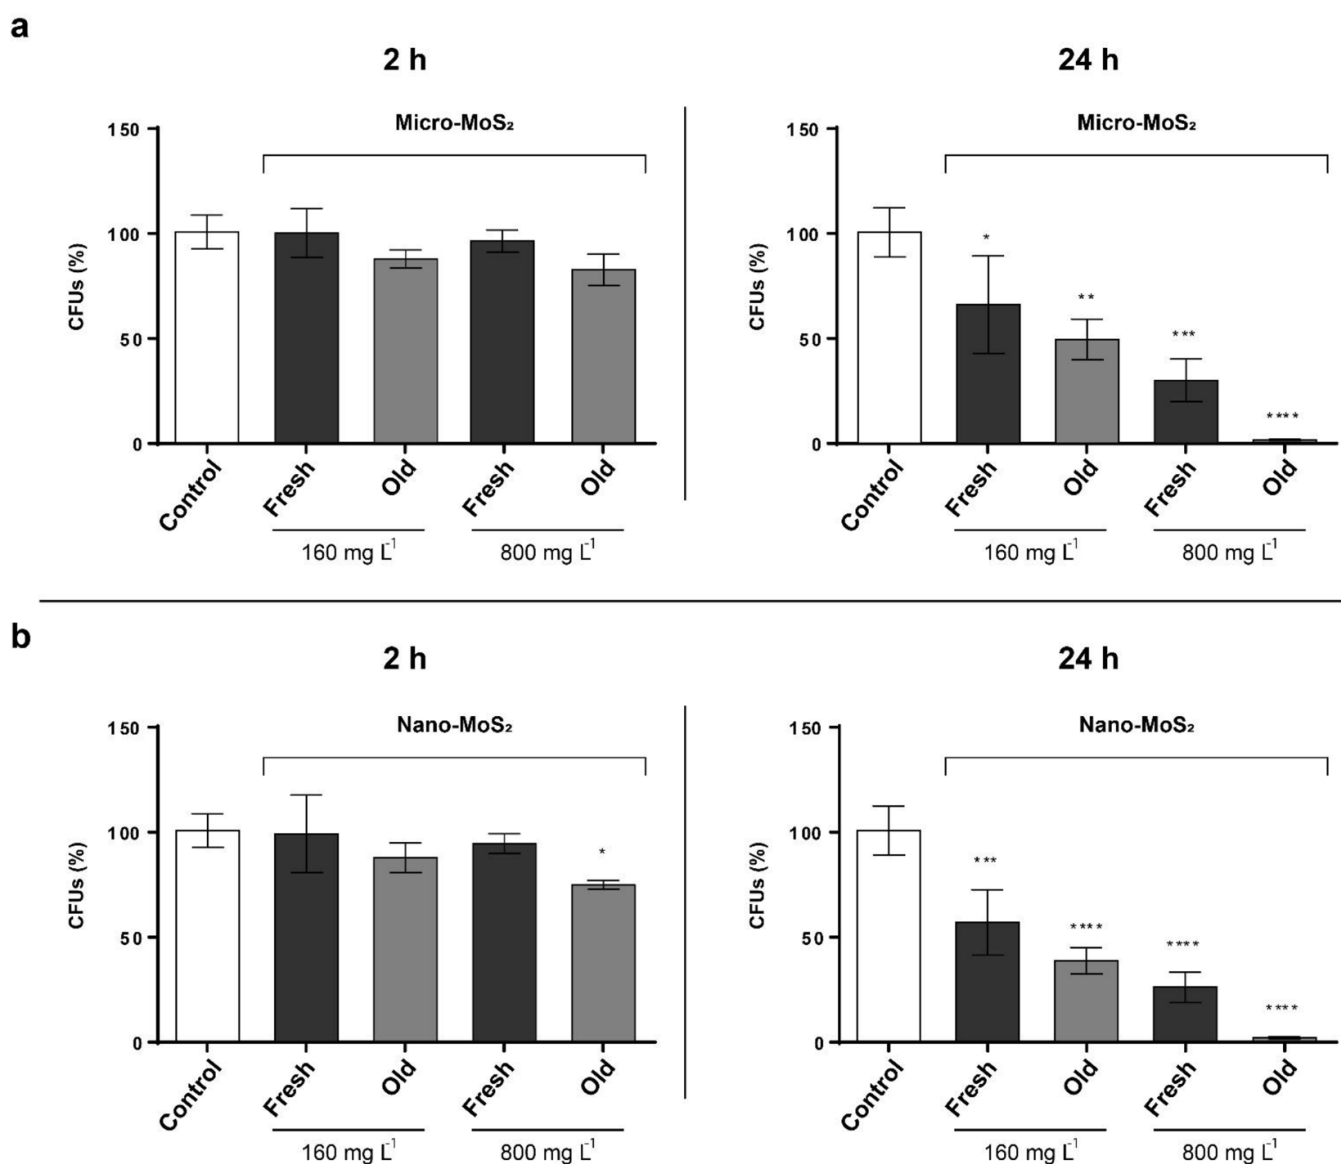 a
2 h
24 h
Micro-MoS₂
Micro-MoS₂
150
100
50
0
CFUs (%)
Control
Fresh
Old
Fresh
Old
160 mg L⁻¹
800 mg L⁻¹
150
100
50
0
CFUs (%)
*
**
***
****
Control
Fresh
Old
Fresh
Old
160 mg L⁻¹
800 mg L⁻¹
b
2 h
24 h
Nano-MoS₂
Nano-MoS₂
150
100
50
0
CFUs (%)
*
Control
Fresh
Old
Fresh
Old
160 mg L⁻¹
800 mg L⁻¹
150
100
50
0
CFUs (%)
***
****
****
****
Control
Fresh
Old
Fresh
Old
160 mg L⁻¹
800 mg L⁻¹